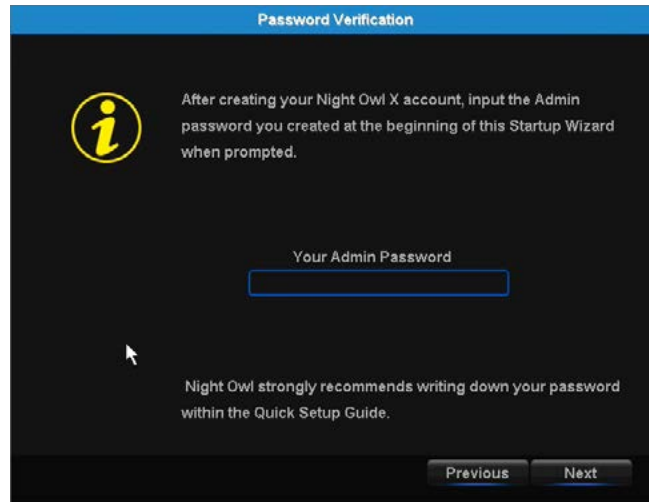 Password Verification
After creating your Night Owl X account, input the Admin
password you created at the beginning of this Startup Wizard
when prompted.
Your Admin Password
Night Owl strongly recommends writing down your password
within the Quick Setup Guide.
Previous Next